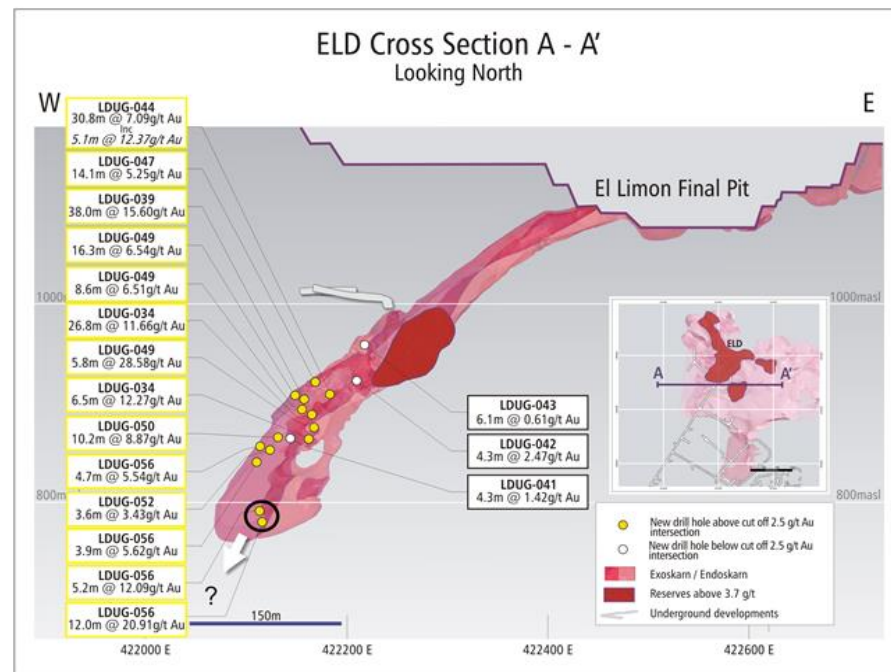 ELD Cross Section A - A'
Looking North
W
E
LDUG-044
30.8m @ 7.09g/t Au
Inc
5.1m @ 12.37g/t Au
LDUG-047
14.1m @ 5.25g/t Au
LDUG-039
38.0m @ 15.60g/t Au
LDUG-049
16.3m @ 6.54g/t Au
LDUG-049
8.6m @ 6.51g/t Au
LDUG-034
26.8m @ 11.66g/t Au
LDUG-049
5.8m @ 28.58g/t Au
LDUG-034
6.5m @ 12.27g/t Au
LDUG-050
10.2m @ 8.87g/t Au
LDUG-056
4.7m @ 5.54g/t Au
LDUG-052
3.6m @ 3.43g/t Au
LDUG-056
3.9m @ 5.62g/t Au
LDUG-056
5.2m @ 12.09g/t Au
LDUG-056
12.0m @ 20.91g/t Au
El Limon Final Pit
1000m
1000masl
800m
800masl
ELD
A
A'
LDUG-043
6.1m @ 0.61g/t Au
LDUG-042
4.3m @ 2.47g/t Au
LDUG-041
4.3m @ 1.42g/t Au
New drill hole above cut off 2.5 g/t Au
intersection
New drill hole below cut off 2.5 g/t Au
intersection
Exoskarn / Endoskarn
Reserves above 3.7 g/t
Underground developments
?
150m
422000 E
422200 E
422400 E
422600 E